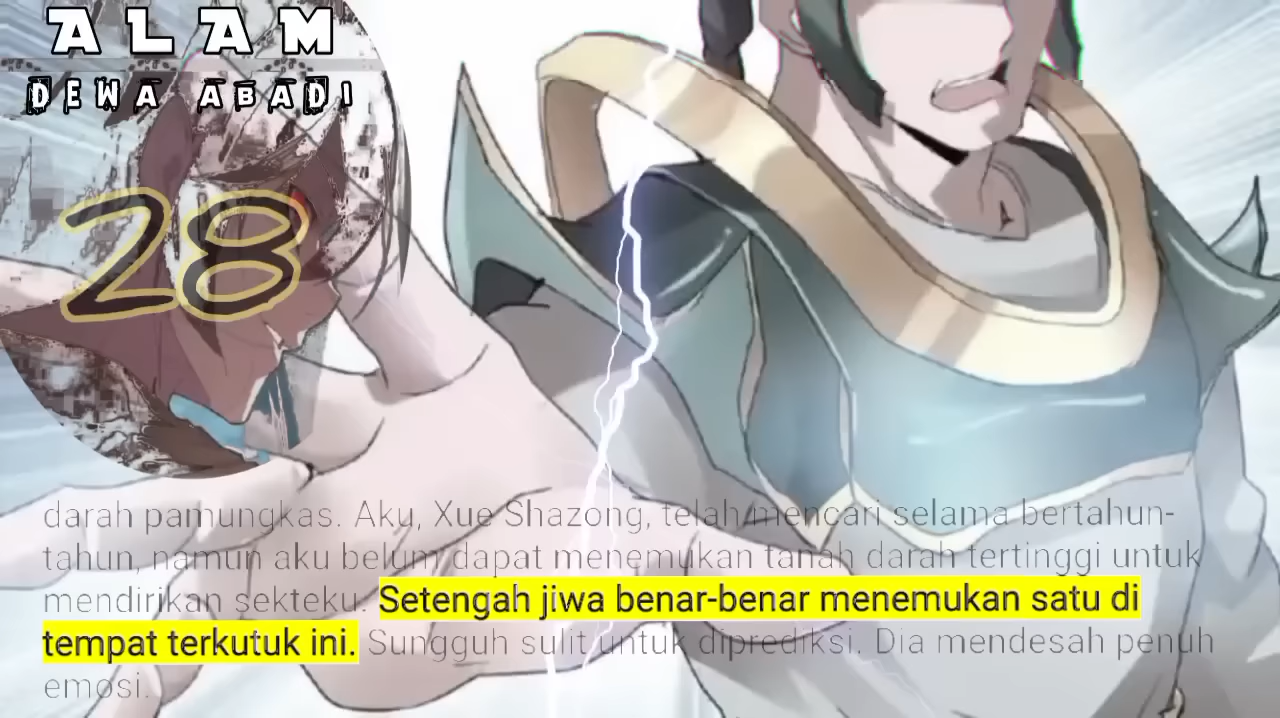 ALAM
DEWA ABADI
28
darah pamungkas. Aku, Xue Shazong, telah mencari selama bertahun-
tahun, namun aku belum dapat menemukan tanah darah tertinggi untuk
mendirikan sekteku. Setengah jiwa benar-benar menemukan satu di
tempat terkutuk ini. Sungguh sulit untuk diprediksi. Dia mendesah penuh
emosi.